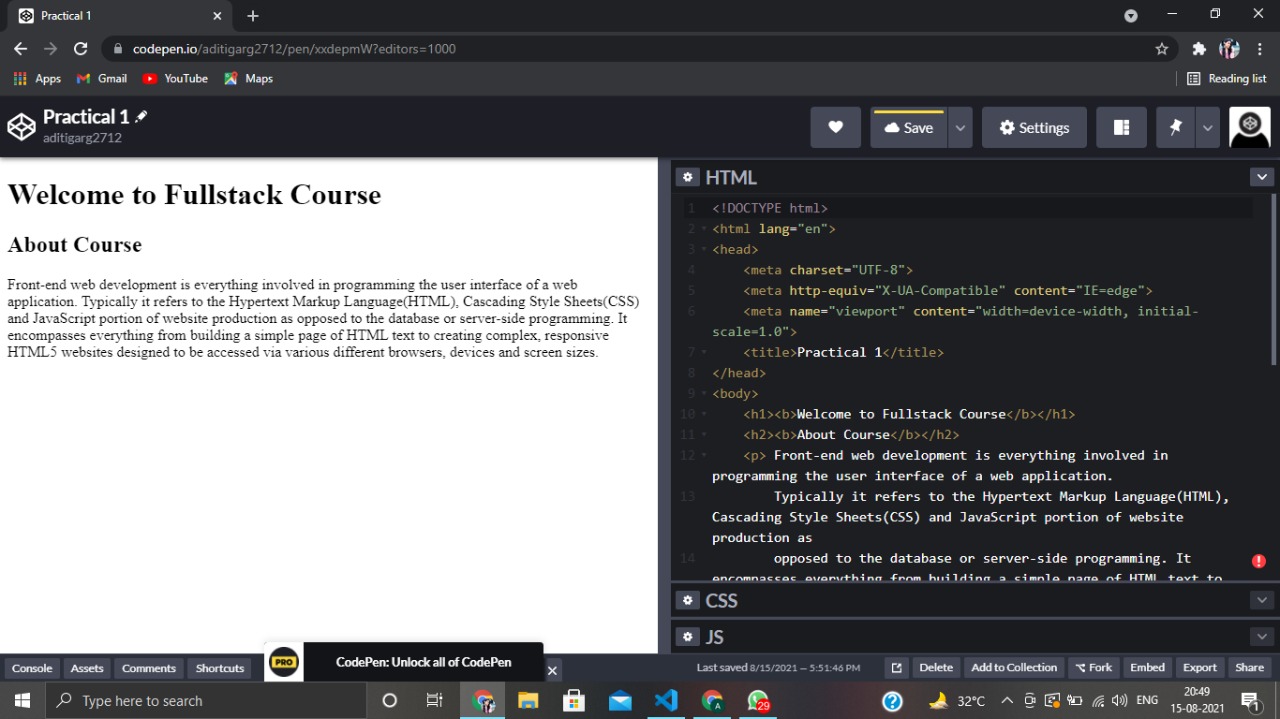 Practical 1
codepen.io/aditigarg2712/pen/xxdepmW?editors=1000
Apps Gmail YouTube Maps Reading list
Practical 1
aditigarg2712
Save Settings
Welcome to Fullstack Course
About Course
Front-end web development is everything involved in programming the user interface of a web
application. Typically it refers to the Hypertext Markup Language(HTML), Cascading Style Sheets(CSS)
and JavaScript portion of website production as opposed to the database or server-side programming. It
encompasses everything from building a simple page of HTML text to creating complex, responsive
HTML5 websites designed to be accessed via various different browsers, devices and screen sizes.
HTML
1 <!DOCTYPE html>
2 <html lang="en">
3 <head>
4 <meta charset="UTF-8">
5 <meta http-equiv="X-UA-Compatible" content="IE=edge">
6 <meta name="viewport" content="width=device-width, initial-
scale=1.0">
7 <title>Practical 1</title>
8 </head>
9 <body>
10 <h1><b>Welcome to Fullstack Course</b></h1>
11 <h2><b>About Course</b></h2>
12 <p> Front-end web development is everything involved in
programming the user interface of a web application.
13 Typically it refers to the Hypertext Markup Language(HTML),
Cascading Style Sheets(CSS) and JavaScript portion of website
production as
14 opposed to the database or server-side programming. It
encompasses everything from building a simple page of HTML text to
CSS
JS
PRO CodePen: Unlock all of CodePen
Console Assets Comments Shortcuts
Last saved 8/15/2021 — 5:51:46 PM Delete Add to Collection Fork Embed Export Share
Type here to search
A 29
32°C ENG
20:49
15-08-2021
1